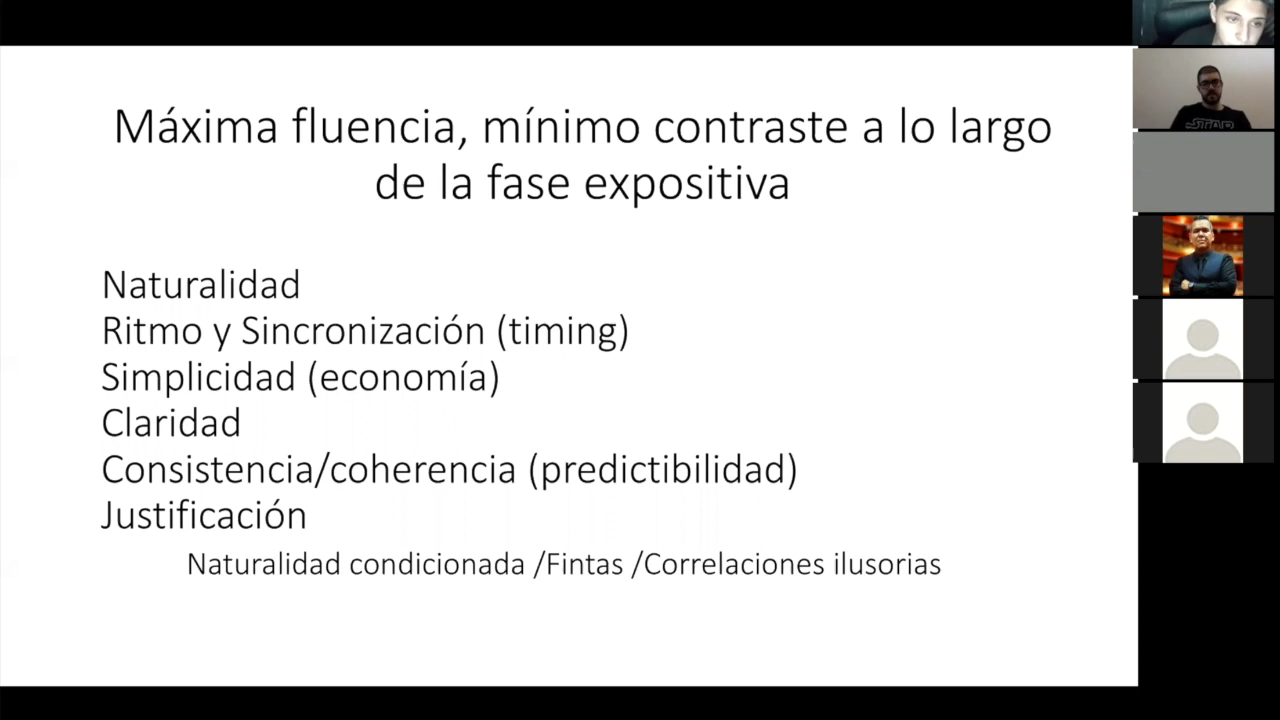 Máxima fluencia, mínimo contraste a lo largo
de la fase expositiva
Naturalidad
Ritmo y Sincronización (timing)
Simplicidad (economía)
Claridad
Consistencia/coherencia (predictibilidad)
Justificación
Naturalidad condicionada /Fintas /Correlaciones ilusorias
STAR